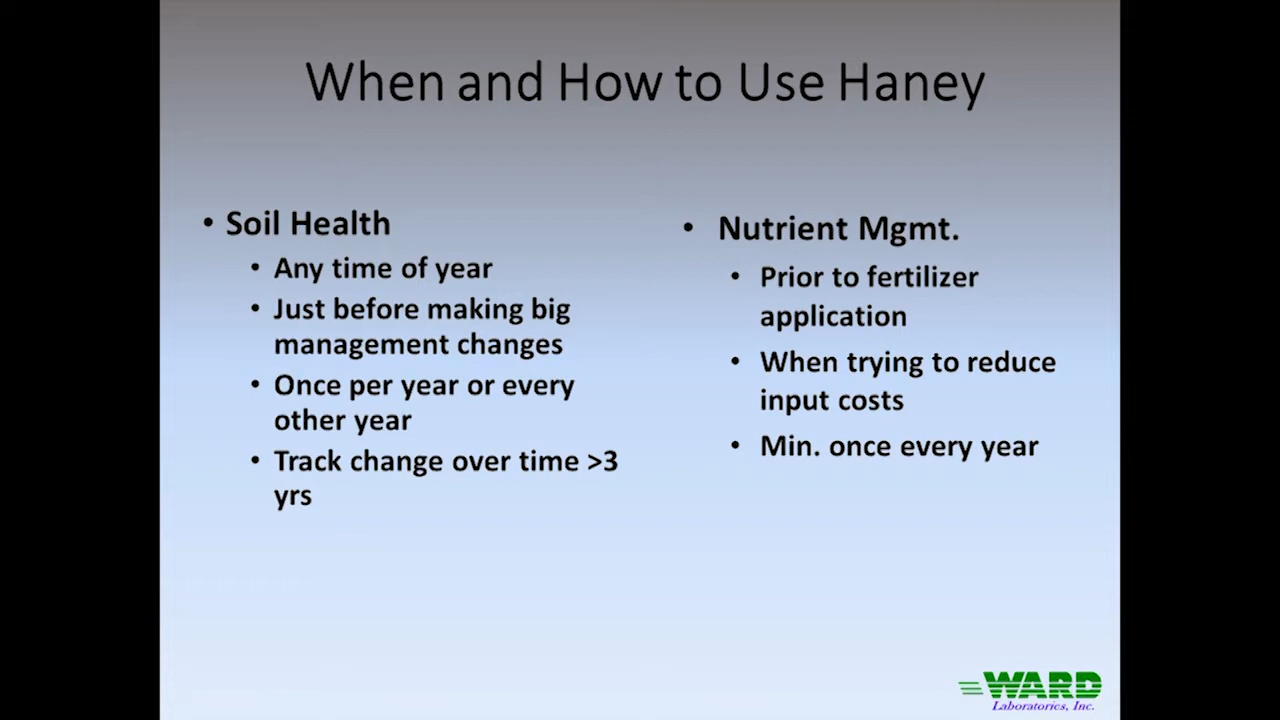 When and How to Use Haney
• Soil Health
• Any time of year
• Just before making big
management changes
• Once per year or every
other year
• Track change over time >3
yrs
• Nutrient Mgmt.
• Prior to fertilizer
application
• When trying to reduce
input costs
• Min. once every year
WARD
Laboratories, Inc.